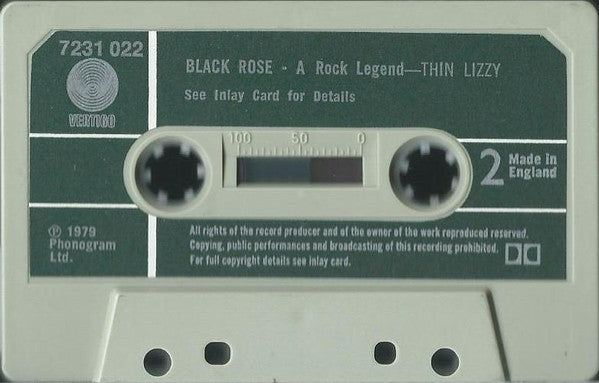 7231 022
VERTIGO
BLACK ROSE - A Rock Legend—THIN LIZZY
See Inlay Card for Details
100 50 0
2
Made in
England
℗ 1979
Phonogram
Ltd.
All rights of the record producer and of the owner of the work reproduced reserved.
Copying, public performances and broadcasting of this recording prohibited.
For full copyright details see inlay card.